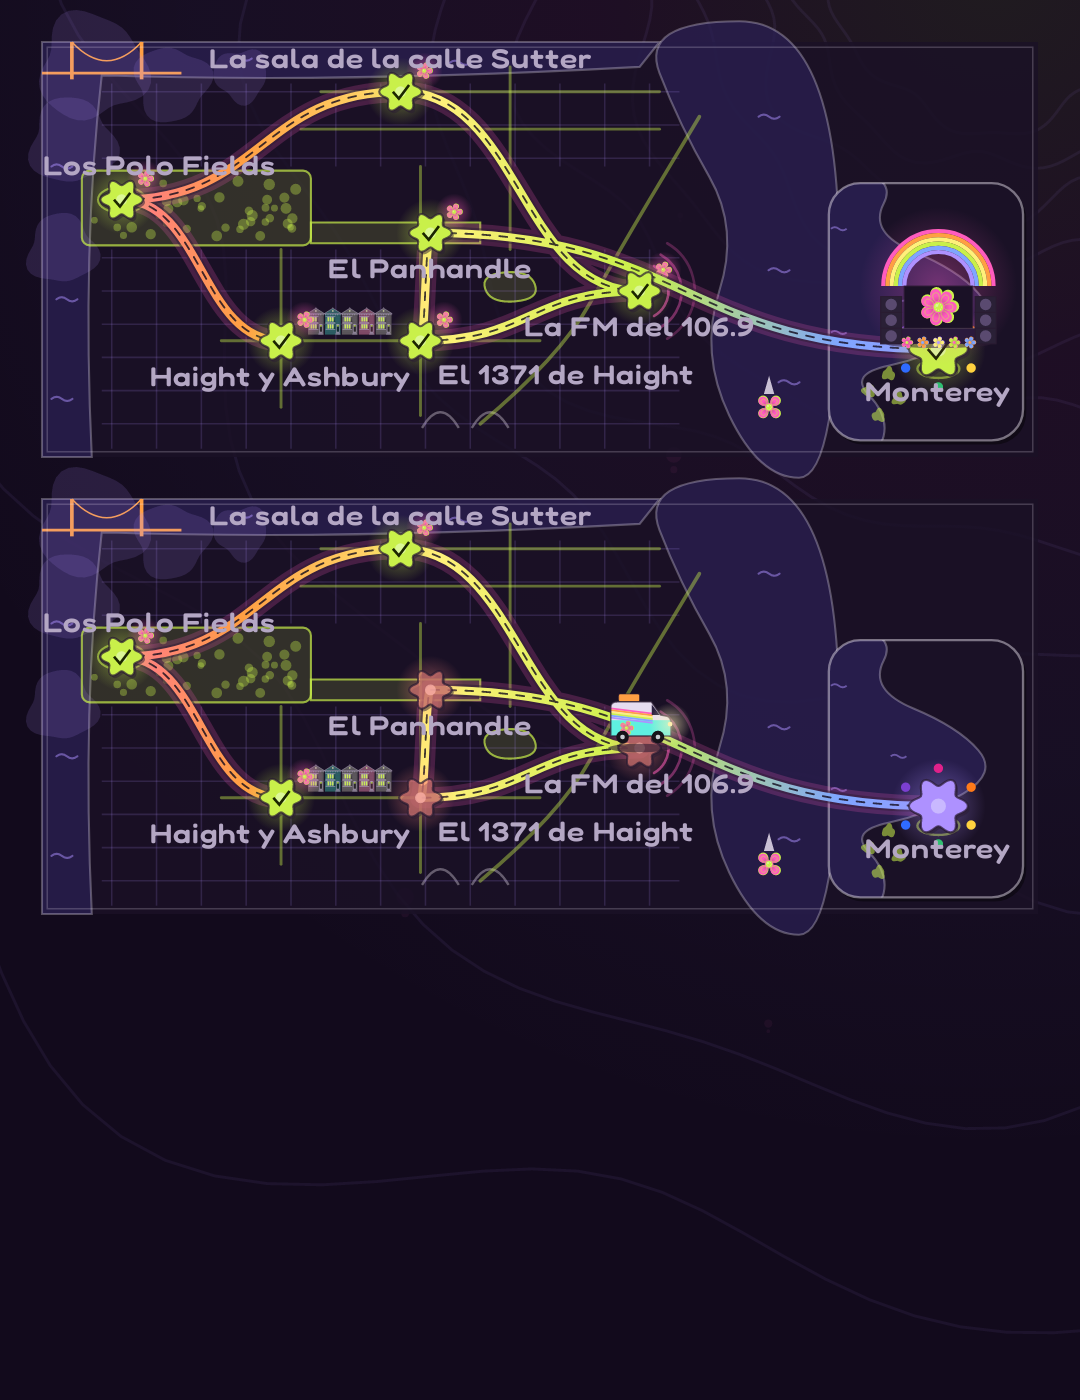 La sala de la calle Sutter
Los Polo Fields
El Panhandle
La FM del 106.9
Haight y Ashbury
El 1371 de Haight
Monterey
La sala de la calle Sutter
Los Polo Fields
El Panhandle
La FM del 106.9
Haight y Ashbury
El 1371 de Haight
Monterey